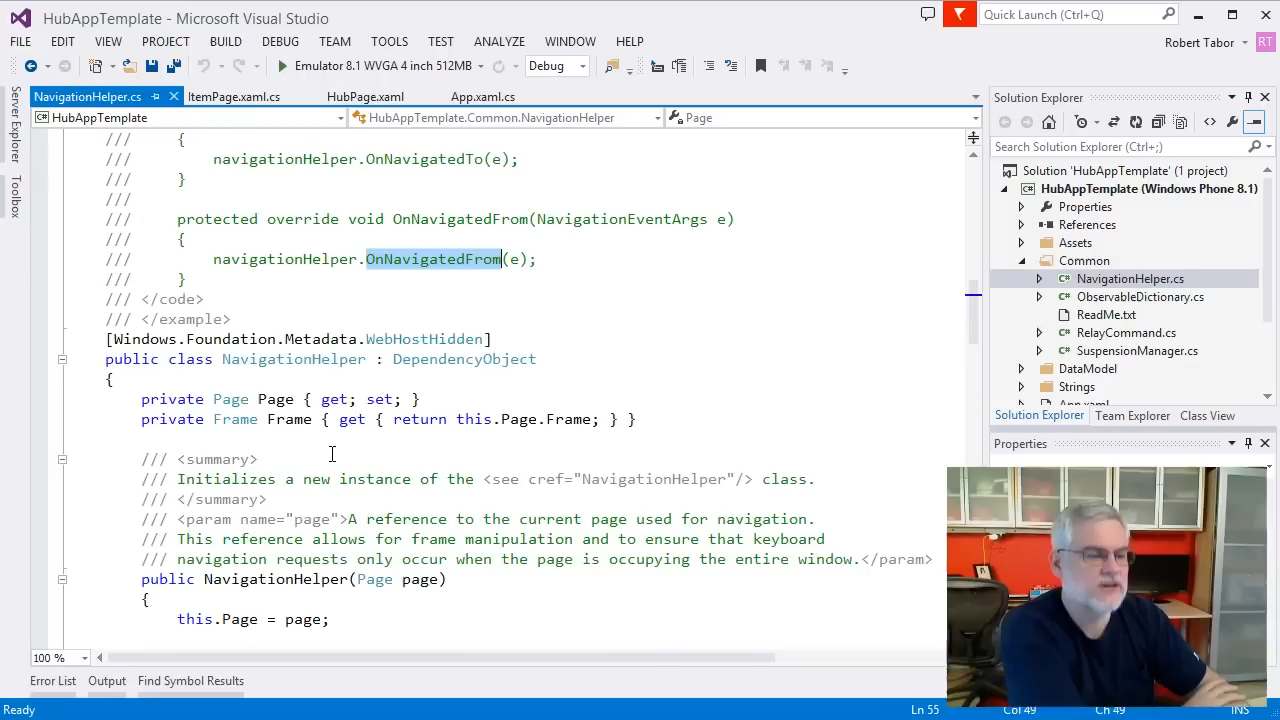 HubAppTemplate - Microsoft Visual Studio
Quick Launch (Ctrl+Q)
FILE EDIT VIEW PROJECT BUILD DEBUG TEAM TOOLS TEST ANALYZE WINDOW HELP
Robert Tabor RT
Emulator 8.1 WVGA 4 inch 512MB Debug
Server Explorer
Toolbox
NavigationHelper.cs ItemPage.xaml.cs HubPage.xaml App.xaml.cs
HubAppTemplate HubAppTemplate.Common.NavigationHelper Page
/// {
/// navigationHelper.OnNavigatedTo(e);
/// }
///
/// protected override void OnNavigatedFrom(NavigationEventArgs e)
/// {
/// navigationHelper.OnNavigatedFrom(e);
/// }
/// </code>
/// </example>
[Windows.Foundation.Metadata.WebHostHidden]
public class NavigationHelper : DependencyObject
{
private Page Page { get; set; }
private Frame Frame { get { return this.Page.Frame; } }
/// <summary>
/// Initializes a new instance of the <see cref="NavigationHelper"/> class.
/// </summary>
/// <param name="page">A reference to the current page used for navigation.
/// This reference allows for frame manipulation and to ensure that keyboard
/// navigation requests only occur when the page is occupying the entire window.</param>
public NavigationHelper(Page page)
{
this.Page = page;
100 %
Error List Output Find Symbol Results
Ready Ln 55 Col 49 Ch 49 INS
Solution Explorer
Search Solution Explorer (Ctrl+;)
Solution 'HubAppTemplate' (1 project)
HubAppTemplate (Windows Phone 8.1)
Properties
References
Assets
Common
NavigationHelper.cs
ObservableDictionary.cs
ReadMe.txt
RelayCommand.cs
SuspensionManager.cs
DataModel
Strings
App.xaml
Solution Explorer Team Explorer Class View
Properties